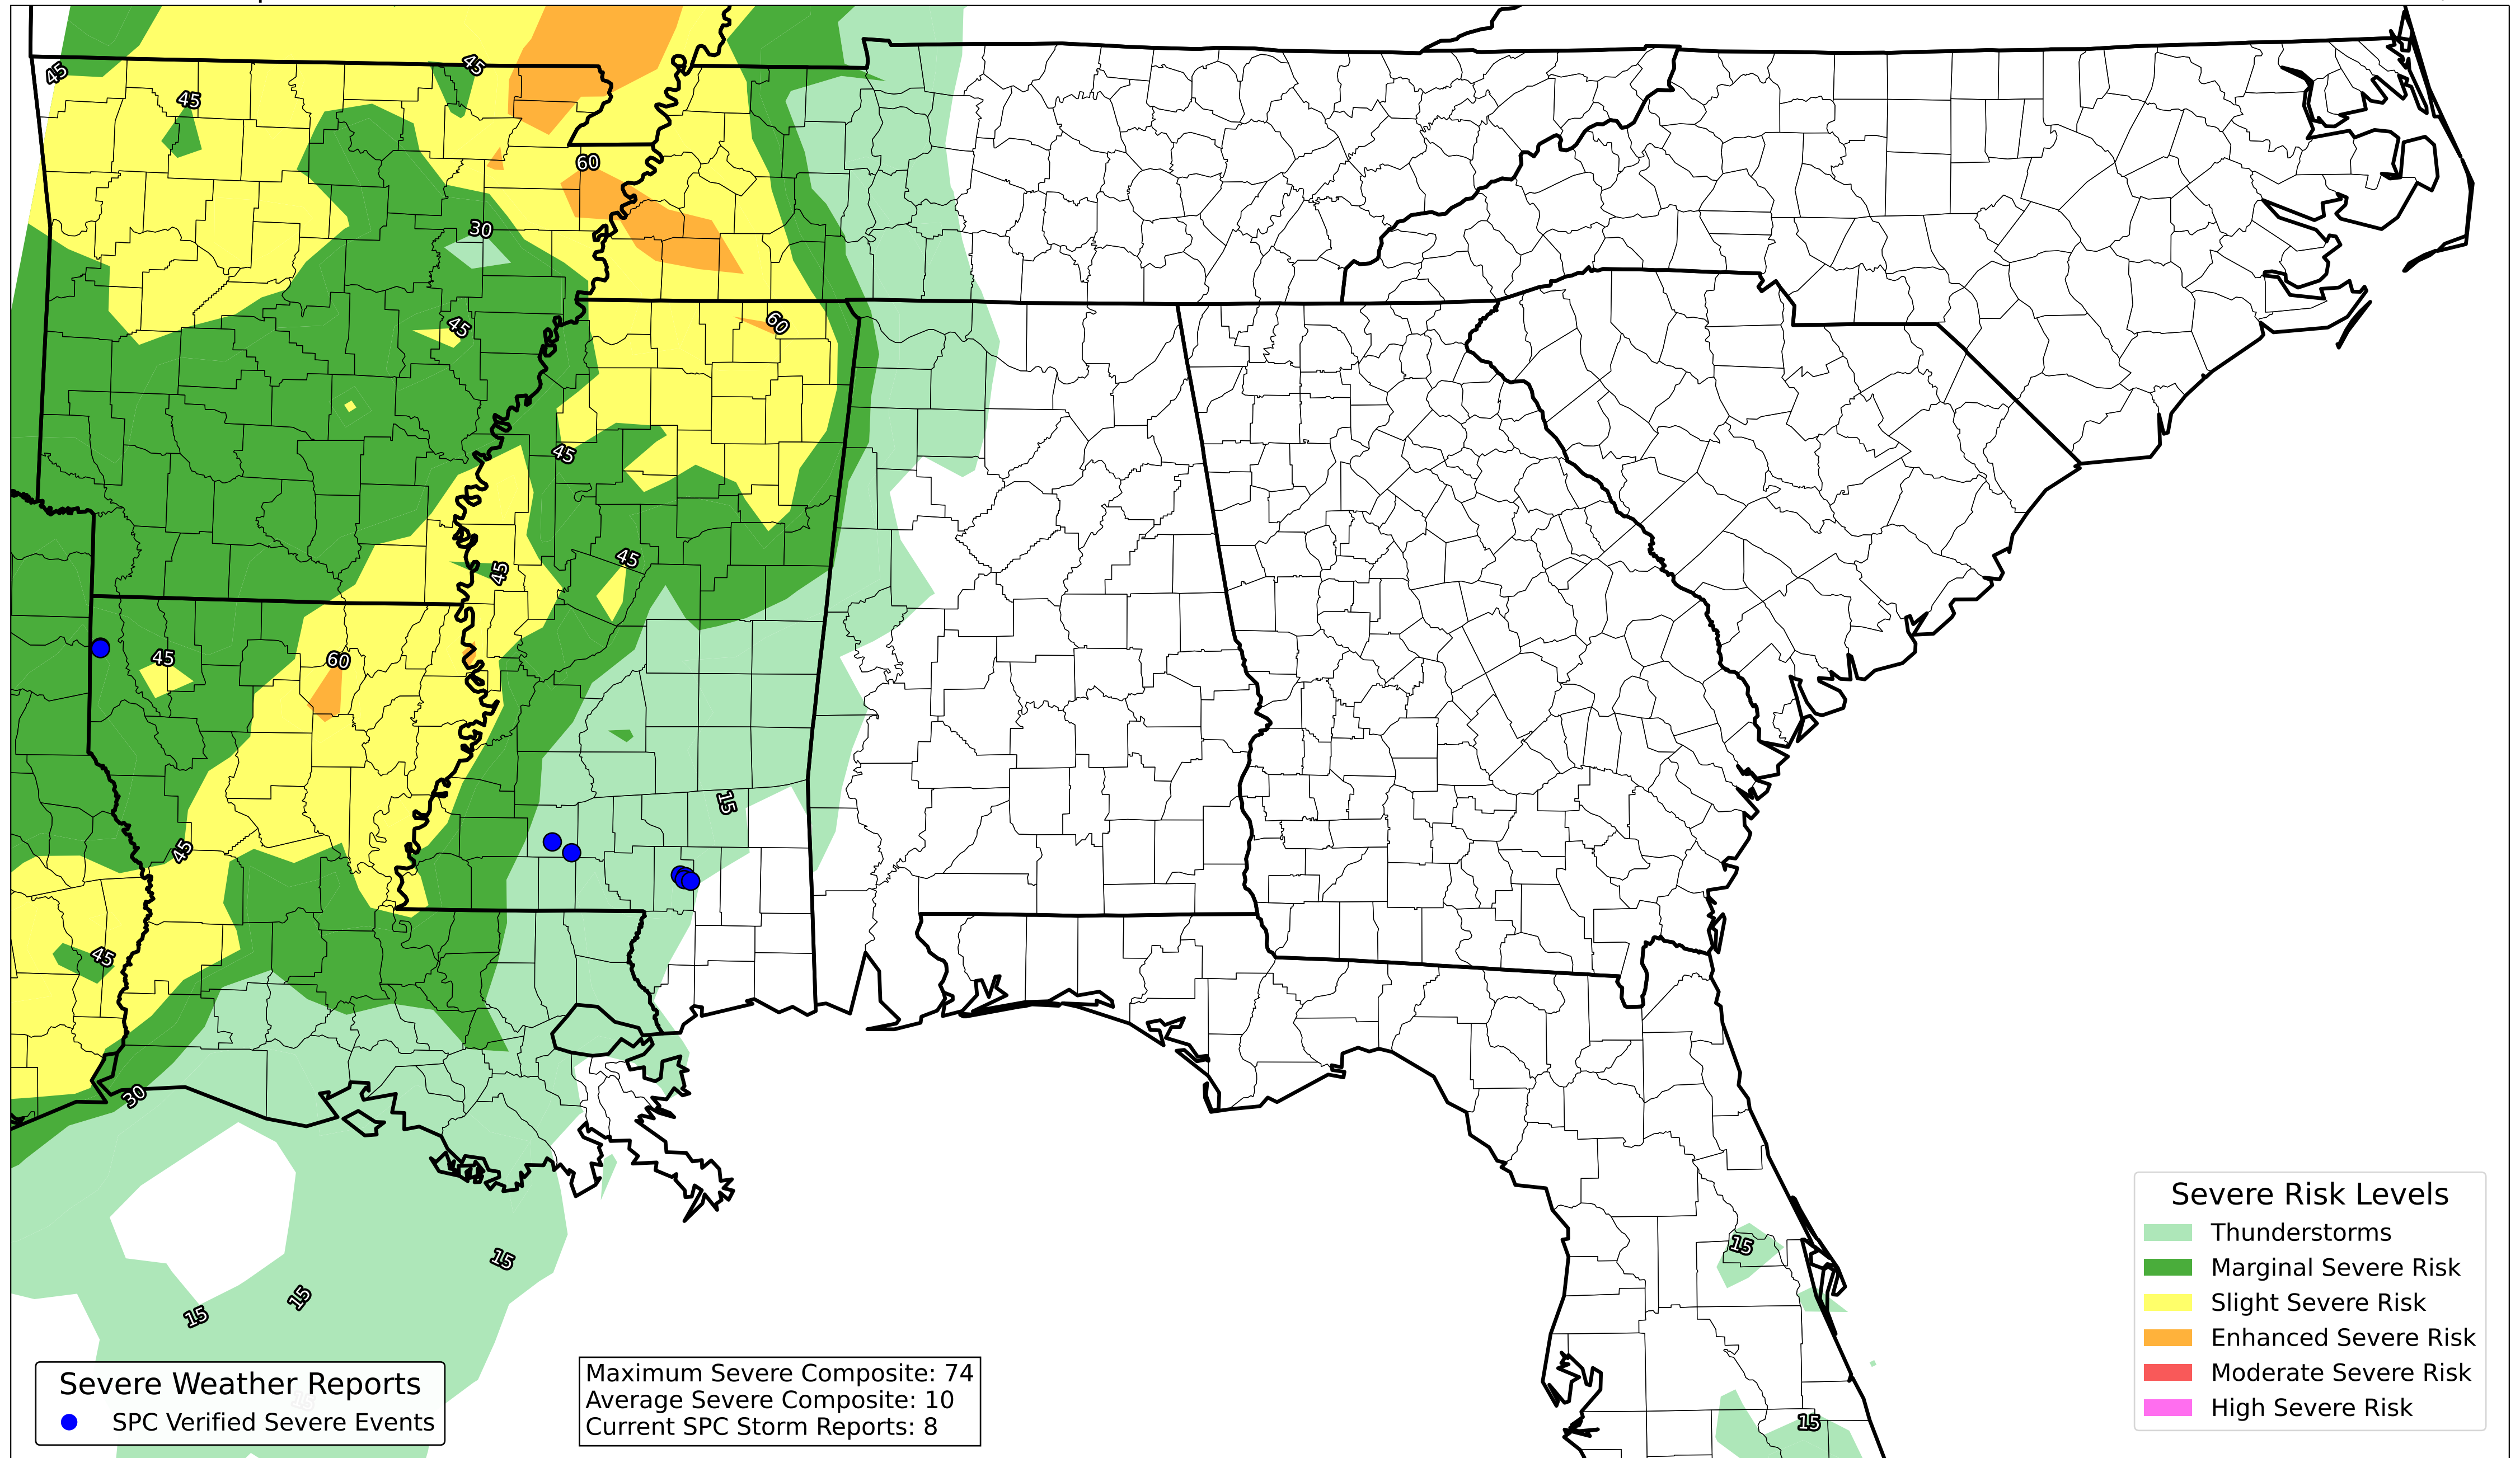 45
45
45
60
30
60
45
45
45
45
45
60
15
45
45
30
15
15
15
15
15
15
Severe Risk Levels
Thunderstorms
Marginal Severe Risk
Slight Severe Risk
Enhanced Severe Risk
Moderate Severe Risk
High Severe Risk
Severe Weather Reports
SPC Verified Severe Events
Maximum Severe Composite: 74
Average Severe Composite: 10
Current SPC Storm Reports: 8